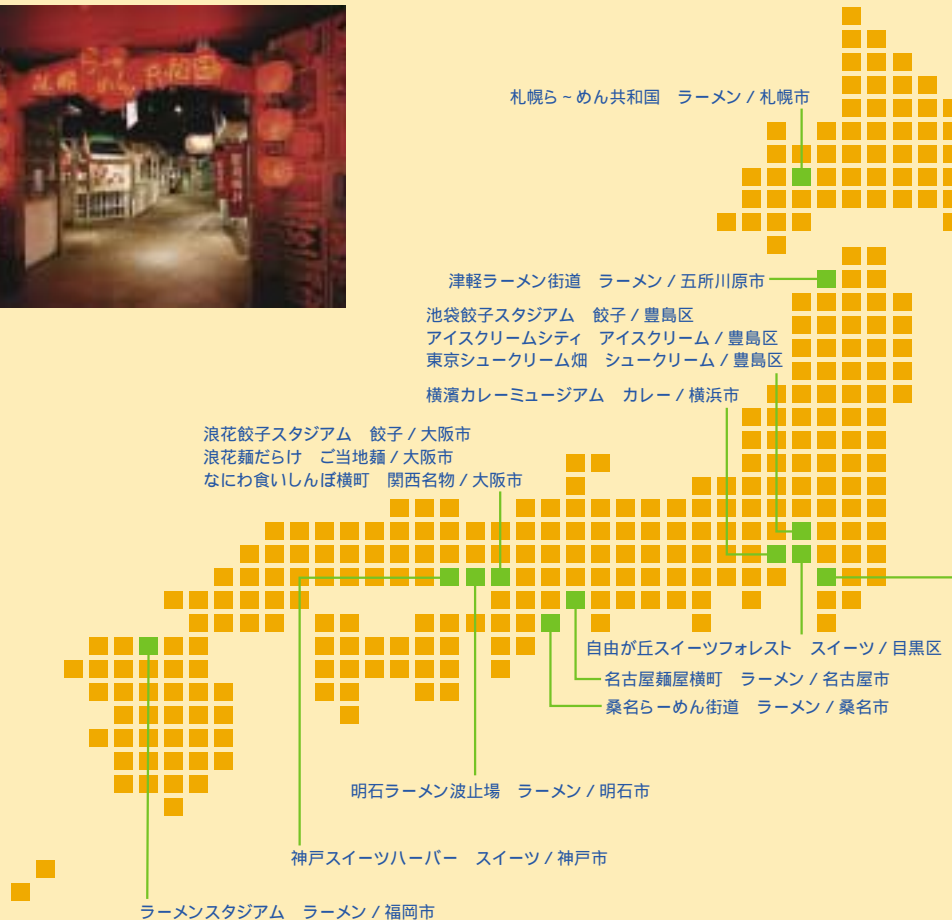 札幌ら~めん共和国
札幌ら~めん共和国　ラーメン / 札幌市
津軽ラーメン街道　ラーメン / 五所川原市
池袋餃子スタジアム　餃子 / 豊島区
アイスクリームシティ　アイスクリーム / 豊島区
東京シュークリーム畑　シュークリーム / 豊島区
横濱カレーミュージアム　カレー / 横浜市
浪花餃子スタジアム　餃子 / 大阪市
浪花麺だらけ　ご当地麺 / 大阪市
なにわ食いしんぼ横町　関西名物 / 大阪市
自由が丘スイーツフォレスト　スイーツ / 目黒区
名古屋麺屋横町　ラーメン / 名古屋市
桑名らーめん街道　ラーメン / 桑名市
明石ラーメン波止場　ラーメン / 明石市
神戸スイーツハーバー　スイーツ / 神戸市
ラーメンスタジアム　ラーメン / 福岡市